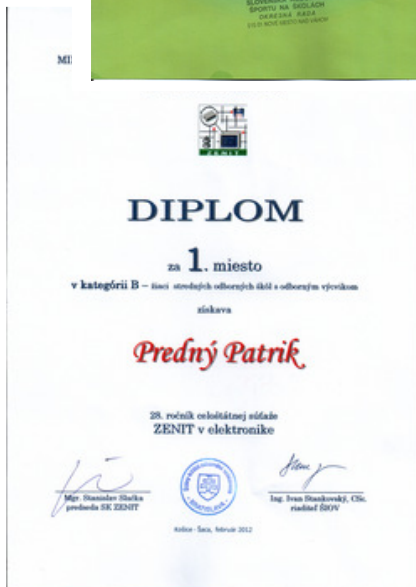 ŠPORTU NA ŠKOLÁCH
OKRESNÁ RADA
MI
ZENIT
DIPLOM
za 1. miesto
v kategórii B – žiaci stredných odborných škôl s odborným výcvikom
získava
Predný Patrik
28. ročník celoštátnej súťaže
ZENIT v elektronike
Mgr. Stanislav Slačka
predseda SK ZENIT
Ing. Ivan Stankovský, CSc.
riaditeľ ŠIOV
Košice - Šaca, február 2012